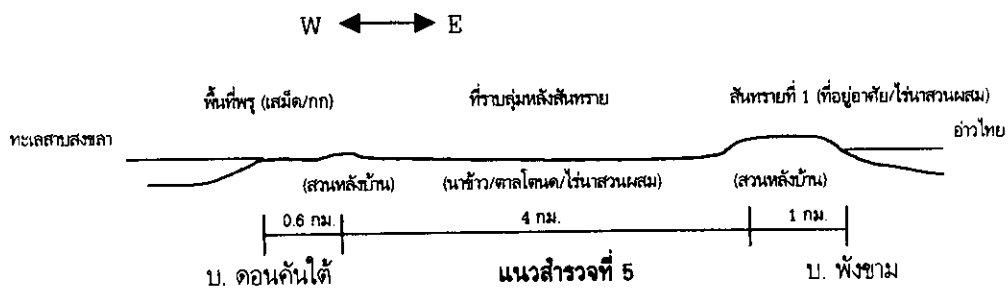 W E
พื้นที่พรุ (เสม็ด/กก) ที่ราบลุ่มหลังสันทราย สันทรายที่ 1 (ที่อยู่อาศัย/ไร่นาสวนผสม)
ทะเลสาบสงขลา อ่าวไทย
(สวนหลังบ้าน) (นาข้าว/ตาลโตนด/ไร่นาสวนผสม) (สวนหลังบ้าน)
0.6 กม. 4 กม. 1 กม.
บ. ดอนคันใต้ แนวสำรวจที่ 5 บ. พังขาม